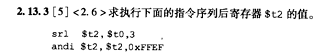 2.13.3 [5] <2.6> 求执行下面的指令序列后寄存器 $t2 的值。
srl $t2,$t0,3
andi $t2,$t2,0xFFEF